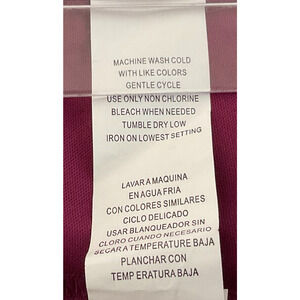 MACHINE WASH COLD
WITH LIKE COLORS
GENTLE CYCLE
USE ONLY NON CHLORINE
BLEACH WHEN NEEDED
TUMBLE DRY LOW
IRON ON LOWEST SETTING
LAVAR A MAQUINA
EN AGUA FRIA
CON COLORES SIMILARES
CICLO DELICADO
USAR BLANQUEADOR SIN
CLORO CUANDO NECESARIO
SECAR A TEMPERATURE BAJA
PLANCHAR CON
TEMP ERATURA BAJA